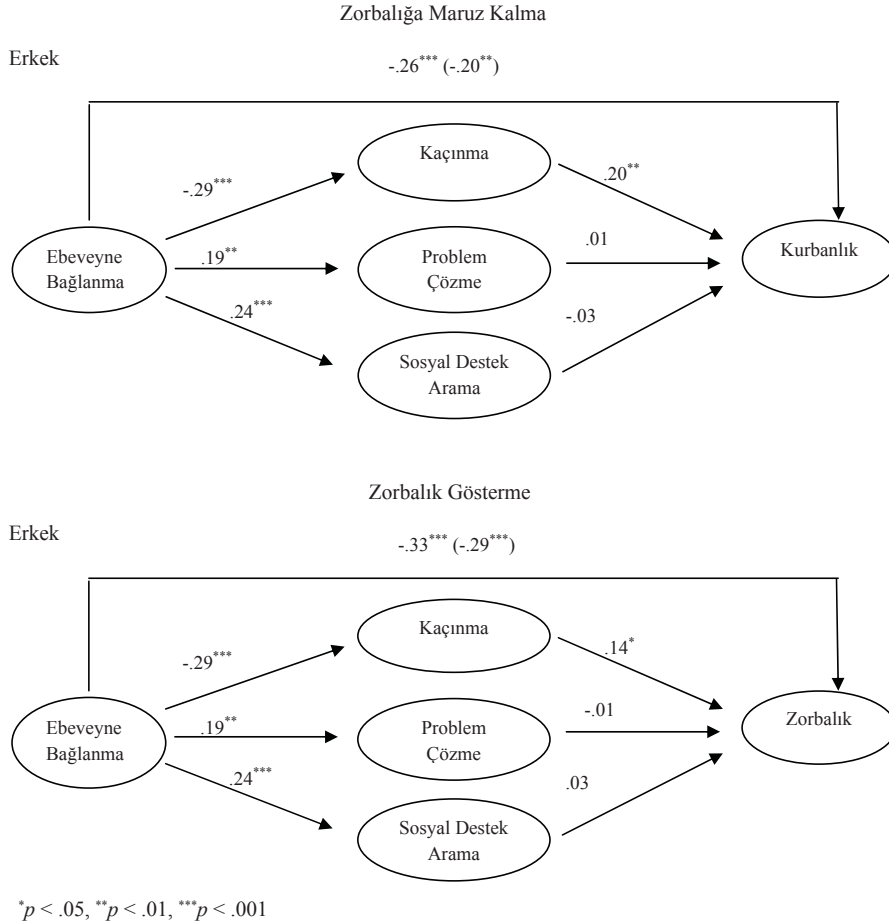 Zorbalığa Maruz Kalma
Erkek
-.26*** (-.20**)
Kaçınma
-.29***
.20**
Ebeveyne
Bağlanma
.19**
Problem
Çözme
.01
Kurbanlık
.24***
-.03
Sosyal Destek
Arama
Zorbalık Gösterme
Erkek
-.33*** (-.29***)
Kaçınma
-.29***
.14*
Ebeveyne
Bağlanma
.19**
Problem
Çözme
-.01
Zorbalık
.24***
.03
Sosyal Destek
Arama
*p < .05, **p < .01, ***p < .001